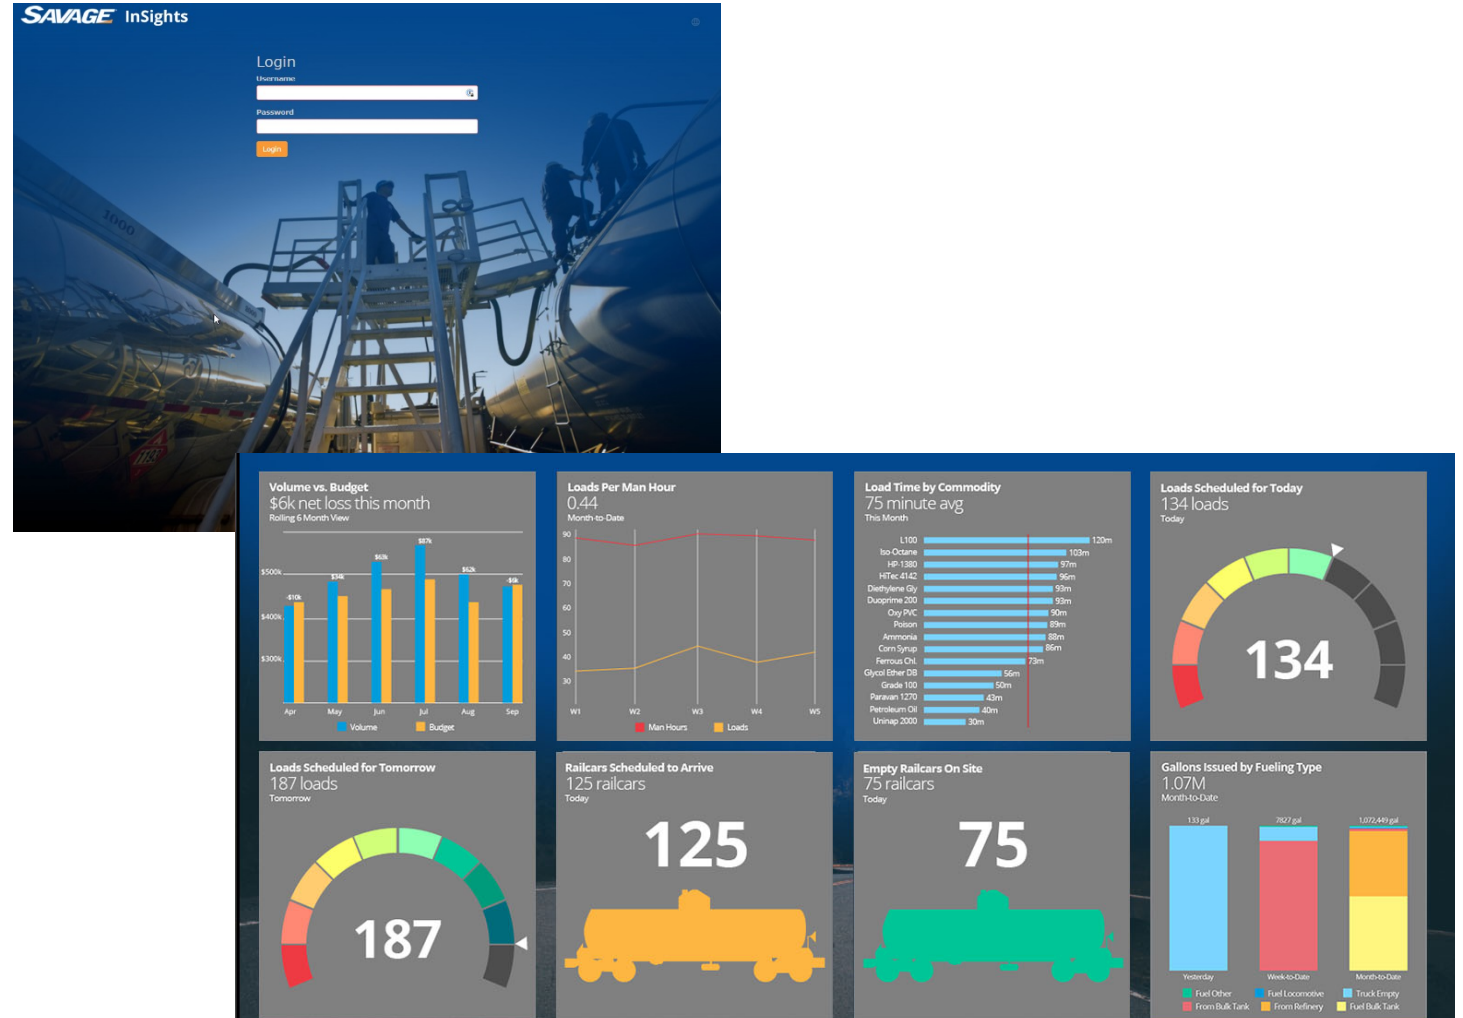 SAVAGE InSights
Login
Username
Password
Login
1000
Volume vs. Budget
$6k net loss this month
Rolling 6 Month View
$500k
$400k
$300k
-$10k
$34k
$63k
$87k
$62k
-$6k
Apr May Jun Jul Aug Sep
Volume Budget
Loads Per Man Hour
0.44
Month-to-Date
90
80
70
60
50
40
30
W1 W2 W3 W4 W5
Man Hours Loads
Load Time by Commodity
75 minute avg
This Month
L100 120m
Iso-Octane 103m
HP-1380 97m
HiTec 4142 96m
Diethylene Gly 93m
Duoprime 200 93m
Oxy PVC 90m
Poison 89m
Ammonia 88m
Corn Syrup 86m
Ferrous Chl. 73m
Glycol Ether DB 56m
Grade 100 50m
Paravan 1270 43m
Petroleum Oil 40m
Uninap 2000 30m
Loads Scheduled for Today
134 loads
Today
134
Loads Scheduled for Tomorrow
187 loads
Tomorrow
187
Railcars Scheduled to Arrive
125 railcars
Today
125
Empty Railcars On Site
75 railcars
Today
75
Gallons Issued by Fueling Type
1.07M
Month-to-Date
133 gal 7827 gal 1,072,449 gal
Yesterday Week-to-Date Month-to-Date
Fuel Other Fuel Locomotive Truck Empty
From Bulk Tank From Refinery Fuel Bulk Tank